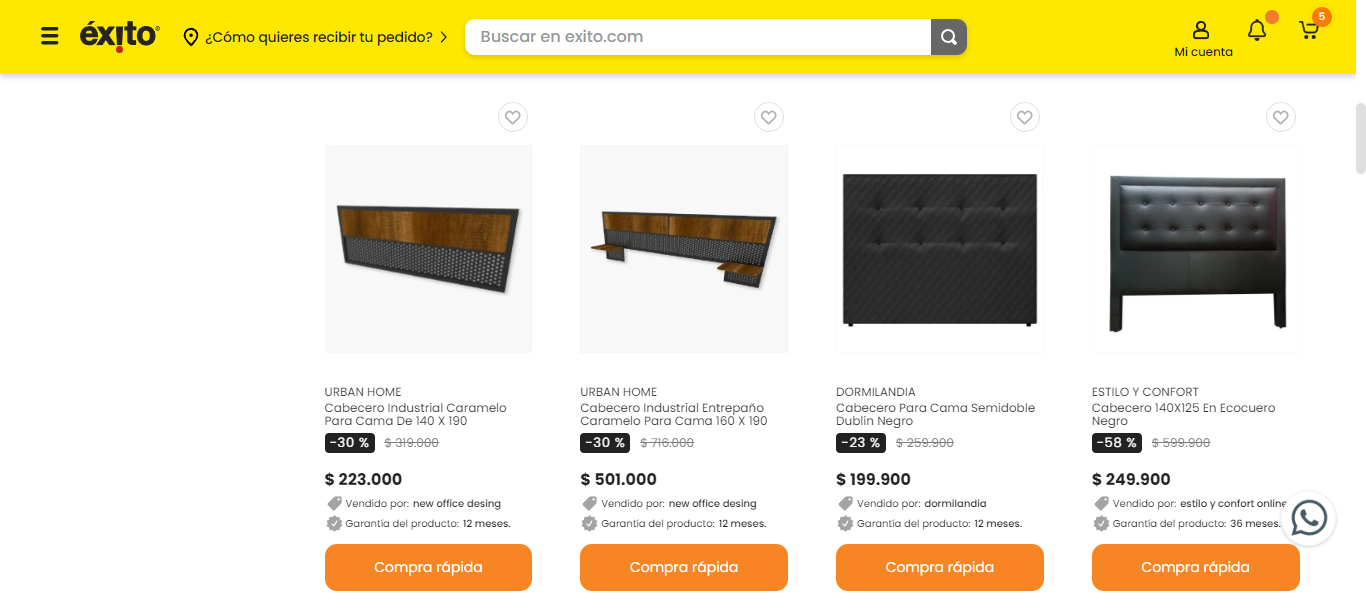 éxito
¿Cómo quieres recibir tu pedido?
Buscar en exito.com
Mi cuenta
5
URBAN HOME
Cabecero Industrial Caramelo
Para Cama De 140 X 190
-30 %
$ 319.000
$ 223.000
Vendido por: new office desing
Garantía del producto: 12 meses.
Compra rápida
URBAN HOME
Cabecero Industrial Entrepaño
Caramelo Para Cama 160 X 190
-30 %
$ 716.000
$ 501.000
Vendido por: new office desing
Garantía del producto: 12 meses.
Compra rápida
DORMILANDIA
Cabecero Para Cama Semidoble
Dublin Negro
-23 %
$ 259.900
$ 199.900
Vendido por: dormilandia
Garantía del producto: 12 meses.
Compra rápida
ESTILO Y CONFORT
Cabecero 140X125 En Ecocuero
Negro
-58 %
$ 599.900
$ 249.900
Vendido por: estilo y confort online
Garantía del producto: 36 meses.
Compra rápida